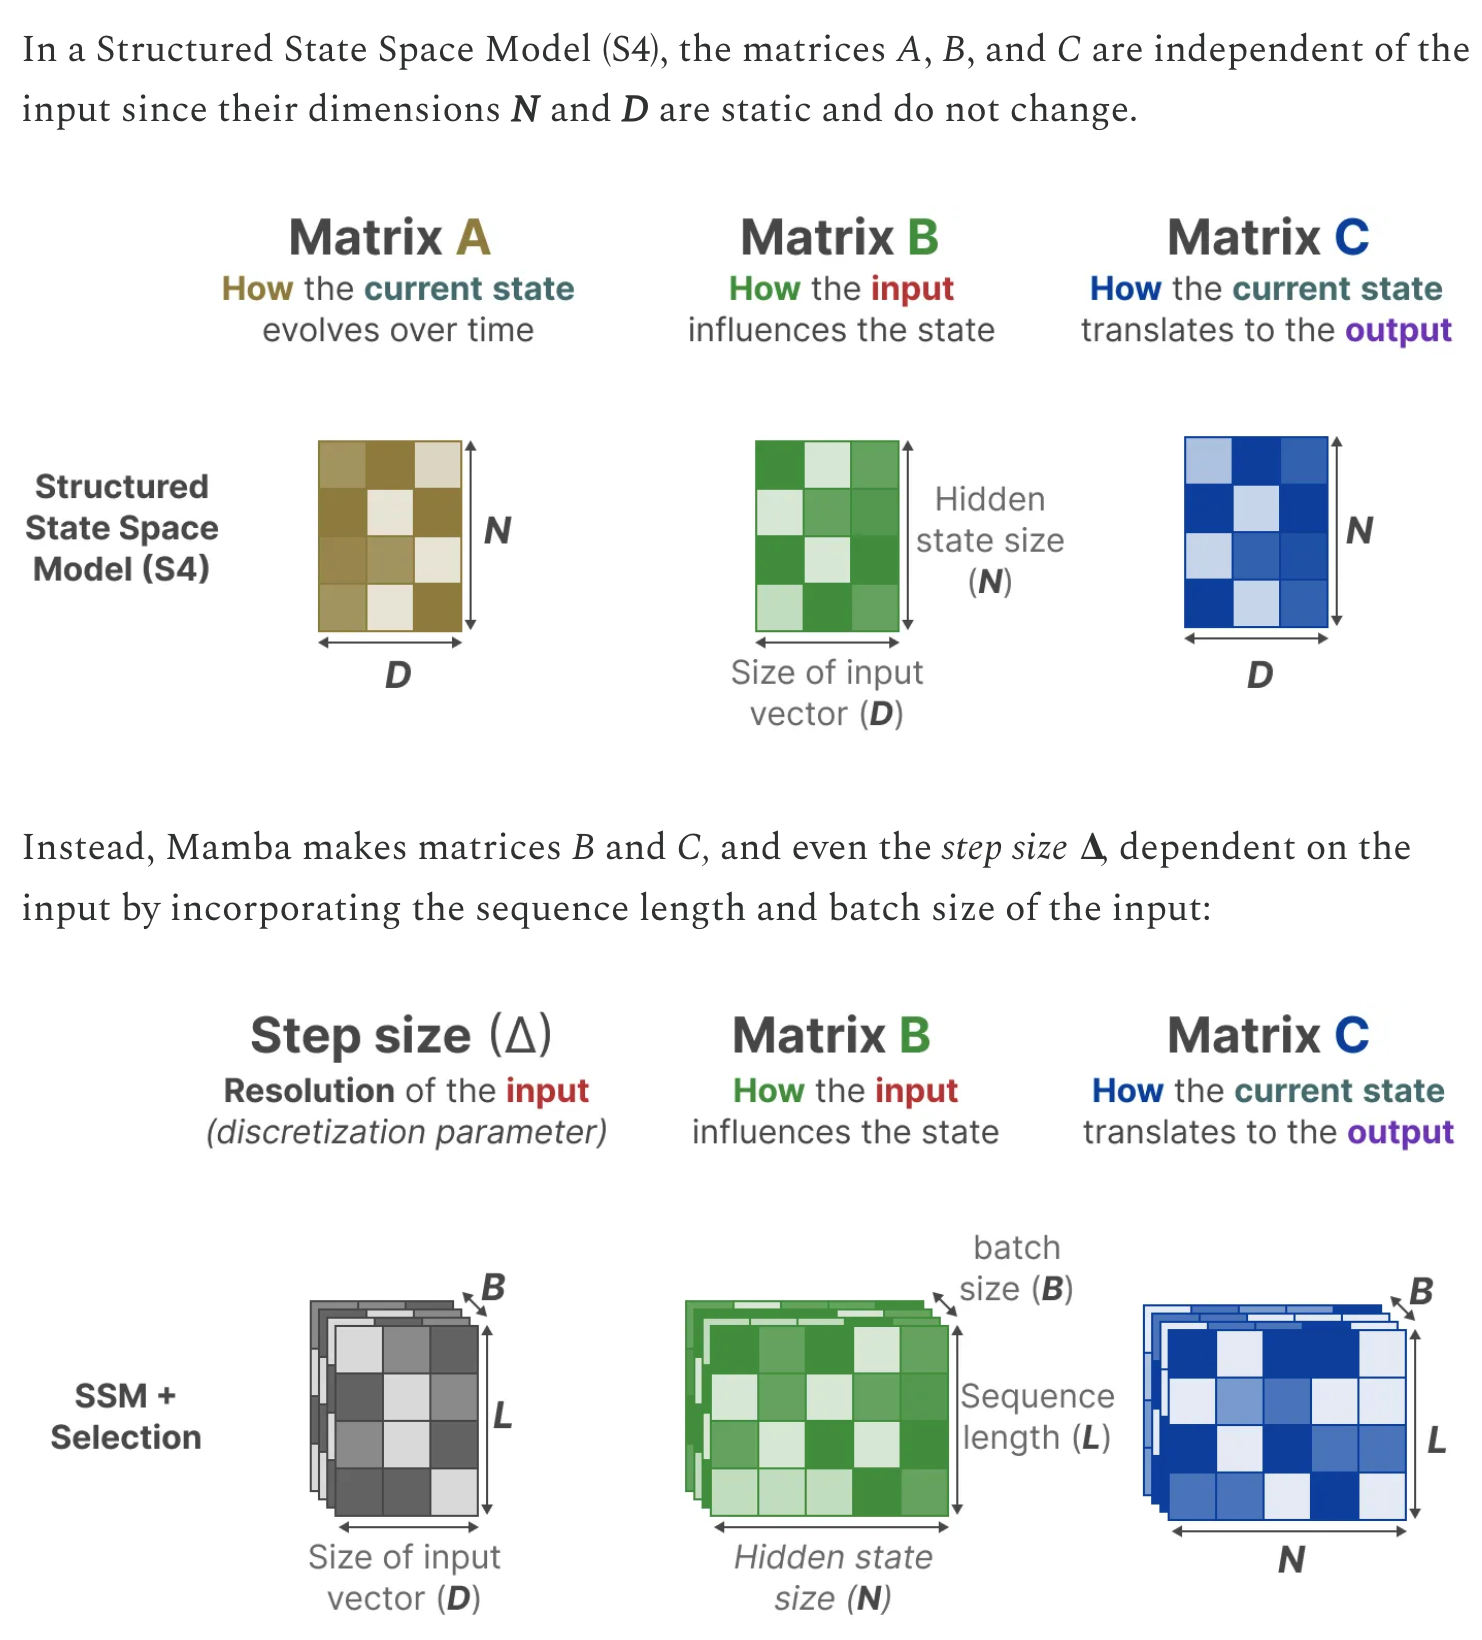 In a Structured State Space Model (S4), the matrices A, B, and C are independent of the
input since their dimensions N and D are static and do not change.
Matrix A
How the current state
evolves over time
Matrix B
How the input
influences the state
Matrix C
How the current state
translates to the output
Structured
State Space
Model (S4)
N
D
Hidden
state size
(N)
Size of input
vector (D)
N
D
Instead, Mamba makes matrices B and C, and even the step size Δ, dependent on the
input by incorporating the sequence length and batch size of the input:
Step size (Δ)
Resolution of the input
(discretization parameter)
Matrix B
How the input
influences the state
Matrix C
How the current state
translates to the output
SSM +
Selection
B
L
Size of input
vector (D)
batch
size (B)
Sequence
length (L)
Hidden state
size (N)
B
L
N